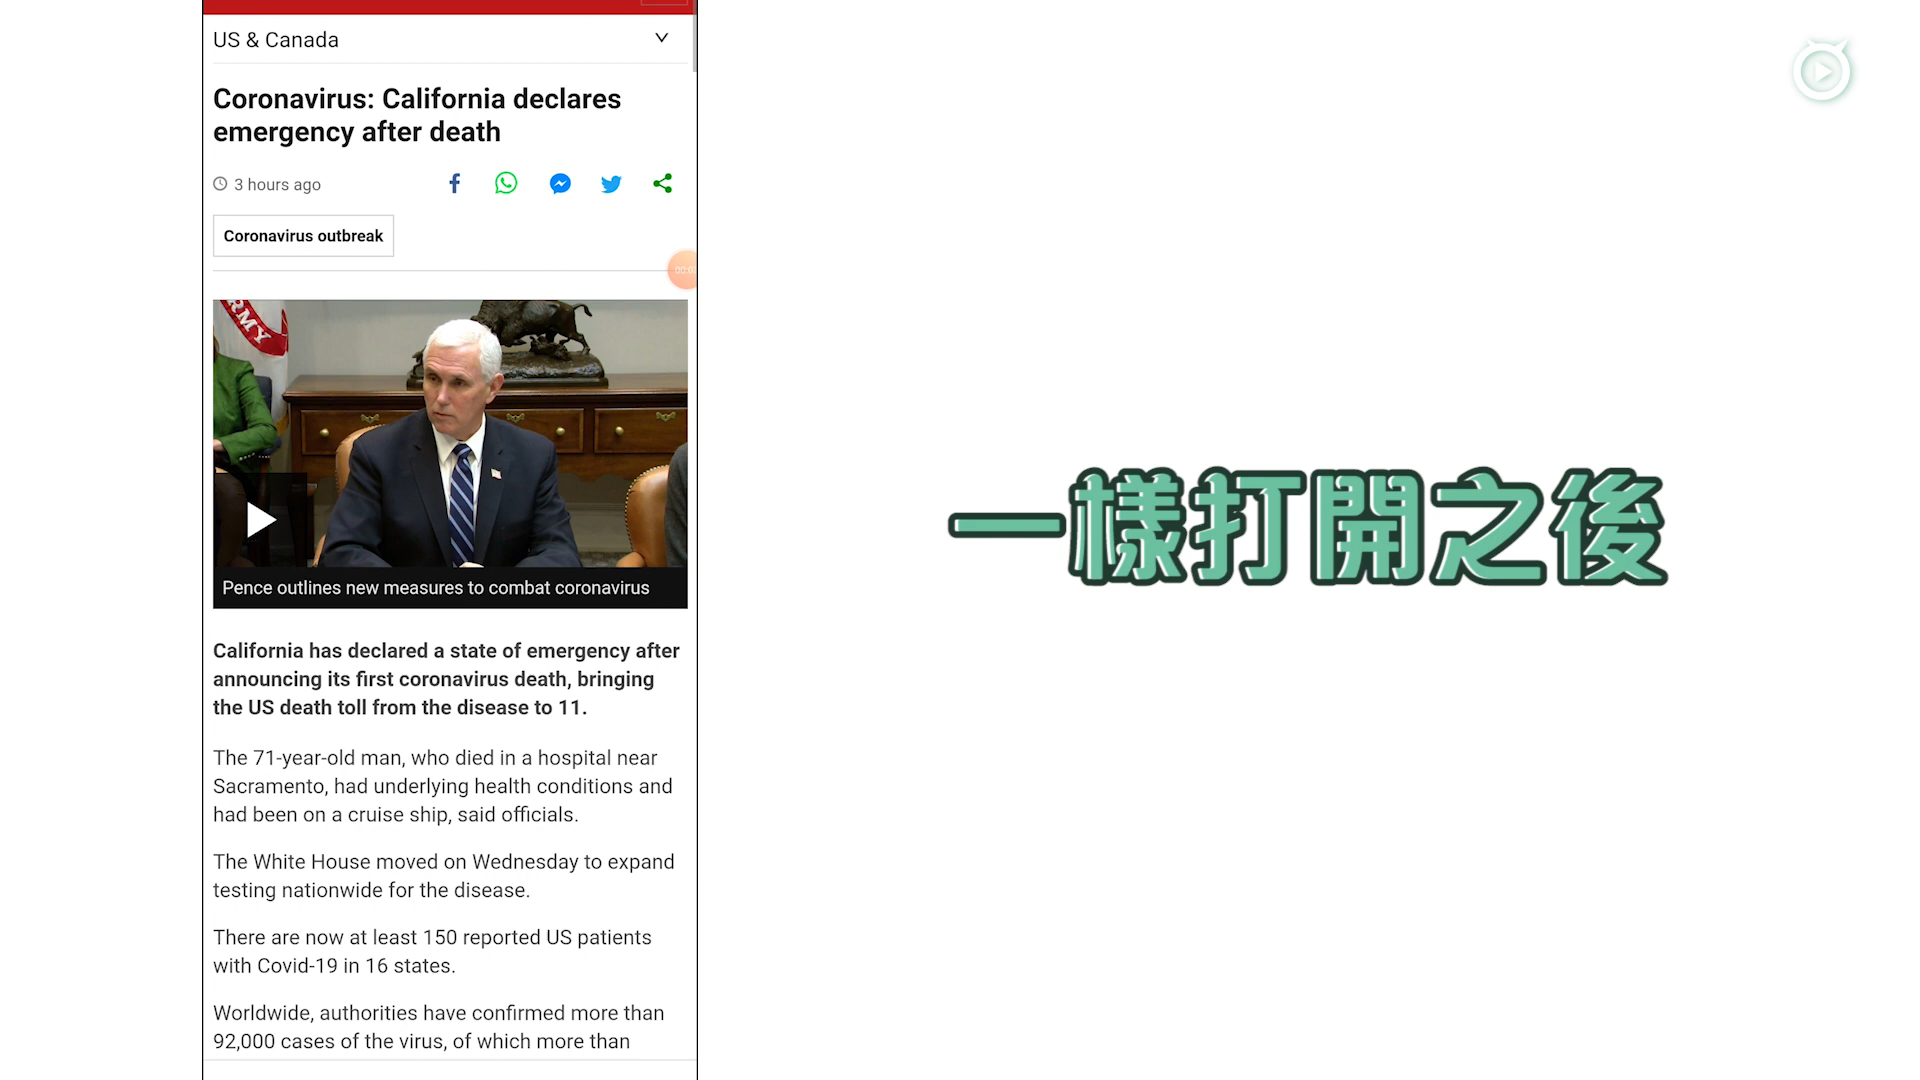 US & Canada
Coronavirus: California declares
emergency after death
3 hours ago
Coronavirus outbreak
RMY
Pence outlines new measures to combat coronavirus
California has declared a state of emergency after
announcing its first coronavirus death, bringing
the US death toll from the disease to 11.
The 71-year-old man, who died in a hospital near
Sacramento, had underlying health conditions and
had been on a cruise ship, said officials.
The White House moved on Wednesday to expand
testing nationwide for the disease.
There are now at least 150 reported US patients
with Covid-19 in 16 states.
Worldwide, authorities have confirmed more than
92,000 cases of the virus, of which more than
一樣打開之後